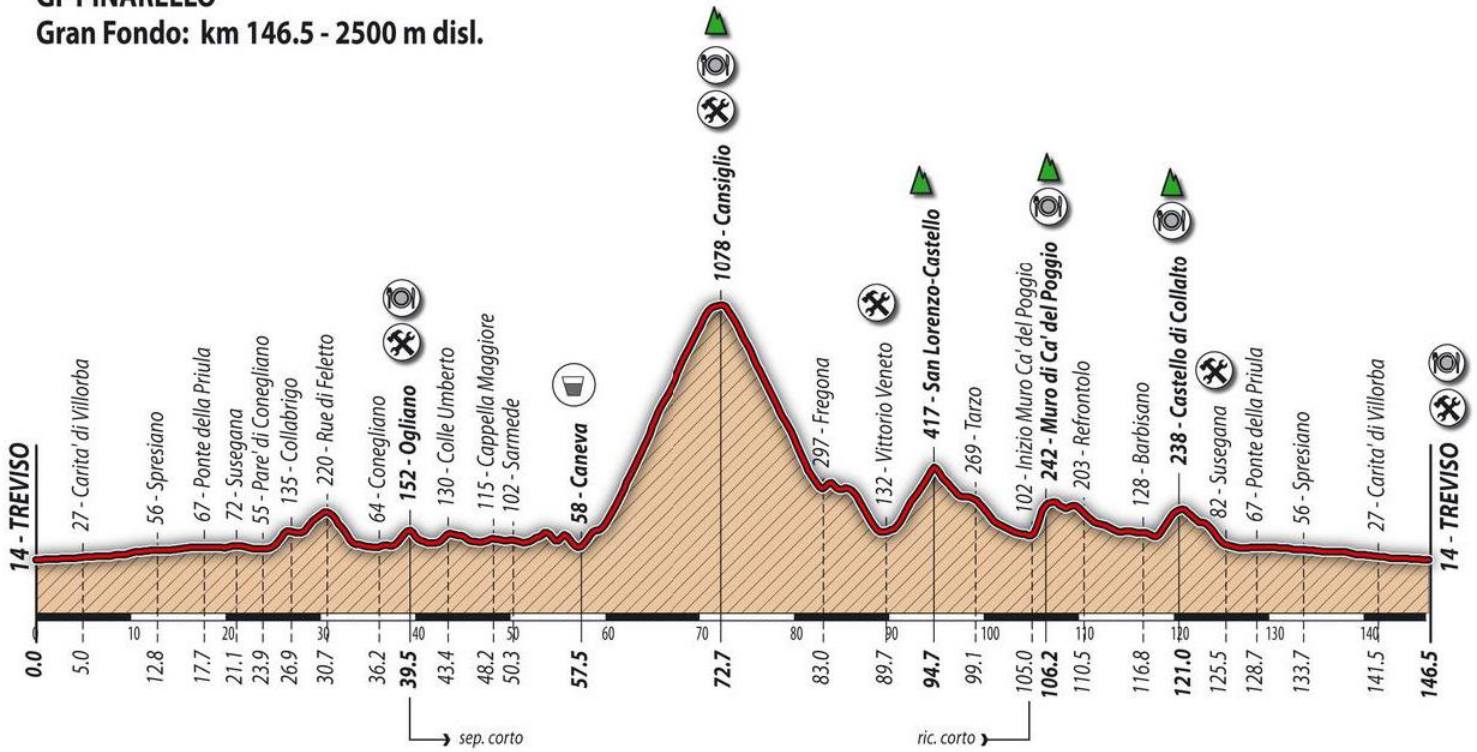 GP PINARELLO
Gran Fondo: km 146.5 - 2500 m disl.
14 - TREVISO
27 - Carita' di Villorba
56 - Spresiano
67 - Ponte della Priula
72 - Susegana
55 - Pare' di Conegliano
135 - Collabrigo
220 - Rue di Feletto
64 - Conegliano
152 - Ogliano
130 - Colle Umberto
115 - Cappella Maggiore
102 - Sarmede
58 - Caneva
1078 - Cansiglio
297 - Fregona
132 - Vittorio Veneto
417 - San Lorenzo-Castello
269 - Tarzo
102 - Inizio Muro Ca' del Poggio
242 - Muro di Ca' del Poggio
203 - Refrontolo
128 - Barbisano
238 - Castello di Collalto
82 - Susegana
67 - Ponte della Priula
56 - Spresiano
27 - Carita' di Villorba
14 - TREVISO
0 10 20 30 40 50 60 70 80 90 100 110 120 130 140
0.0 5.0 12.8 17.7 21.1 23.9 26.9 30.7 36.2 39.5 43.4 48.2 50.3 57.5 72.7 83.0 89.7 94.7 99.1 105.0 106.2 110.5 116.8 121.0 125.5 128.7 133.7 141.5 146.5
sep. corto
ric. corto